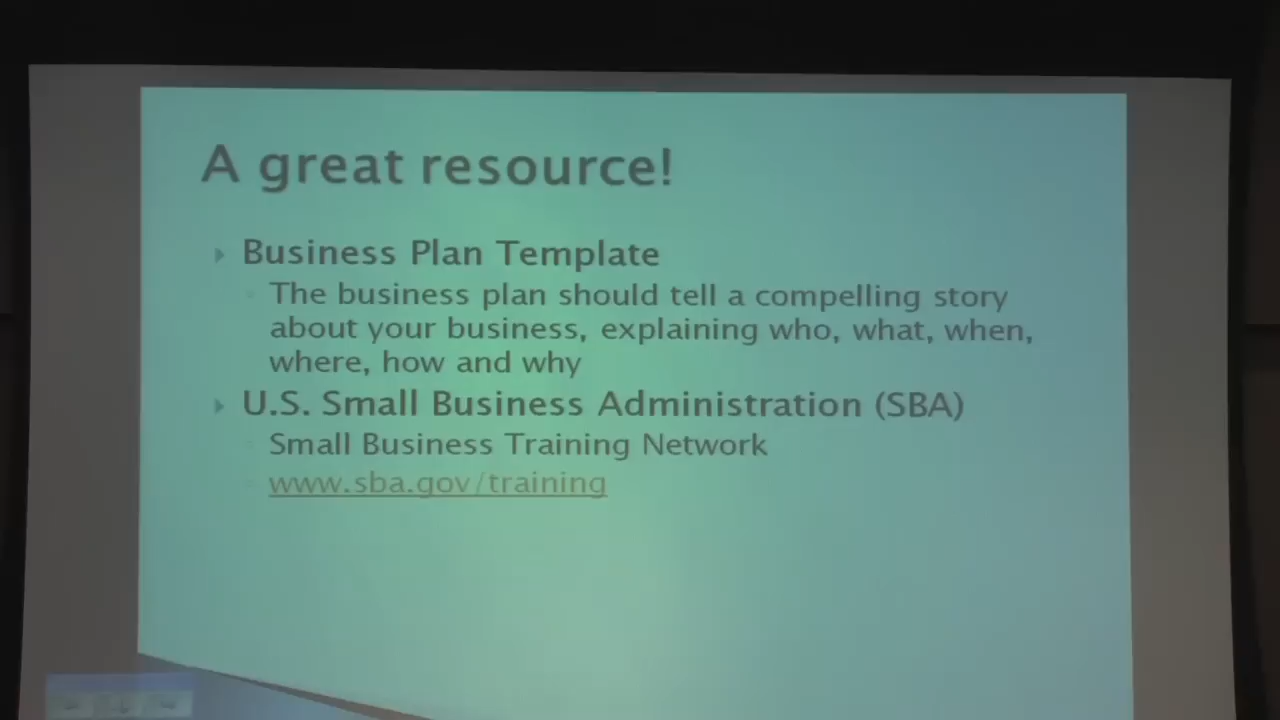 A great resource!
Business Plan Template
The business plan should tell a compelling story
about your business, explaining who, what, when,
where, how and why
U.S. Small Business Administration (SBA)
Small Business Training Network
www.sba.gov/training